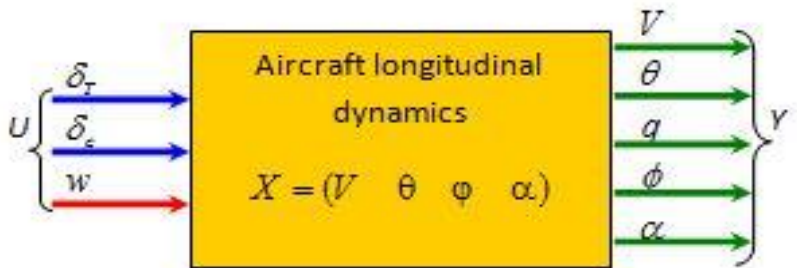 U
δ_T
δ_e
w
Aircraft longitudinal
dynamics
X = (V θ φ α)
V
θ
q
ϕ
α
Y